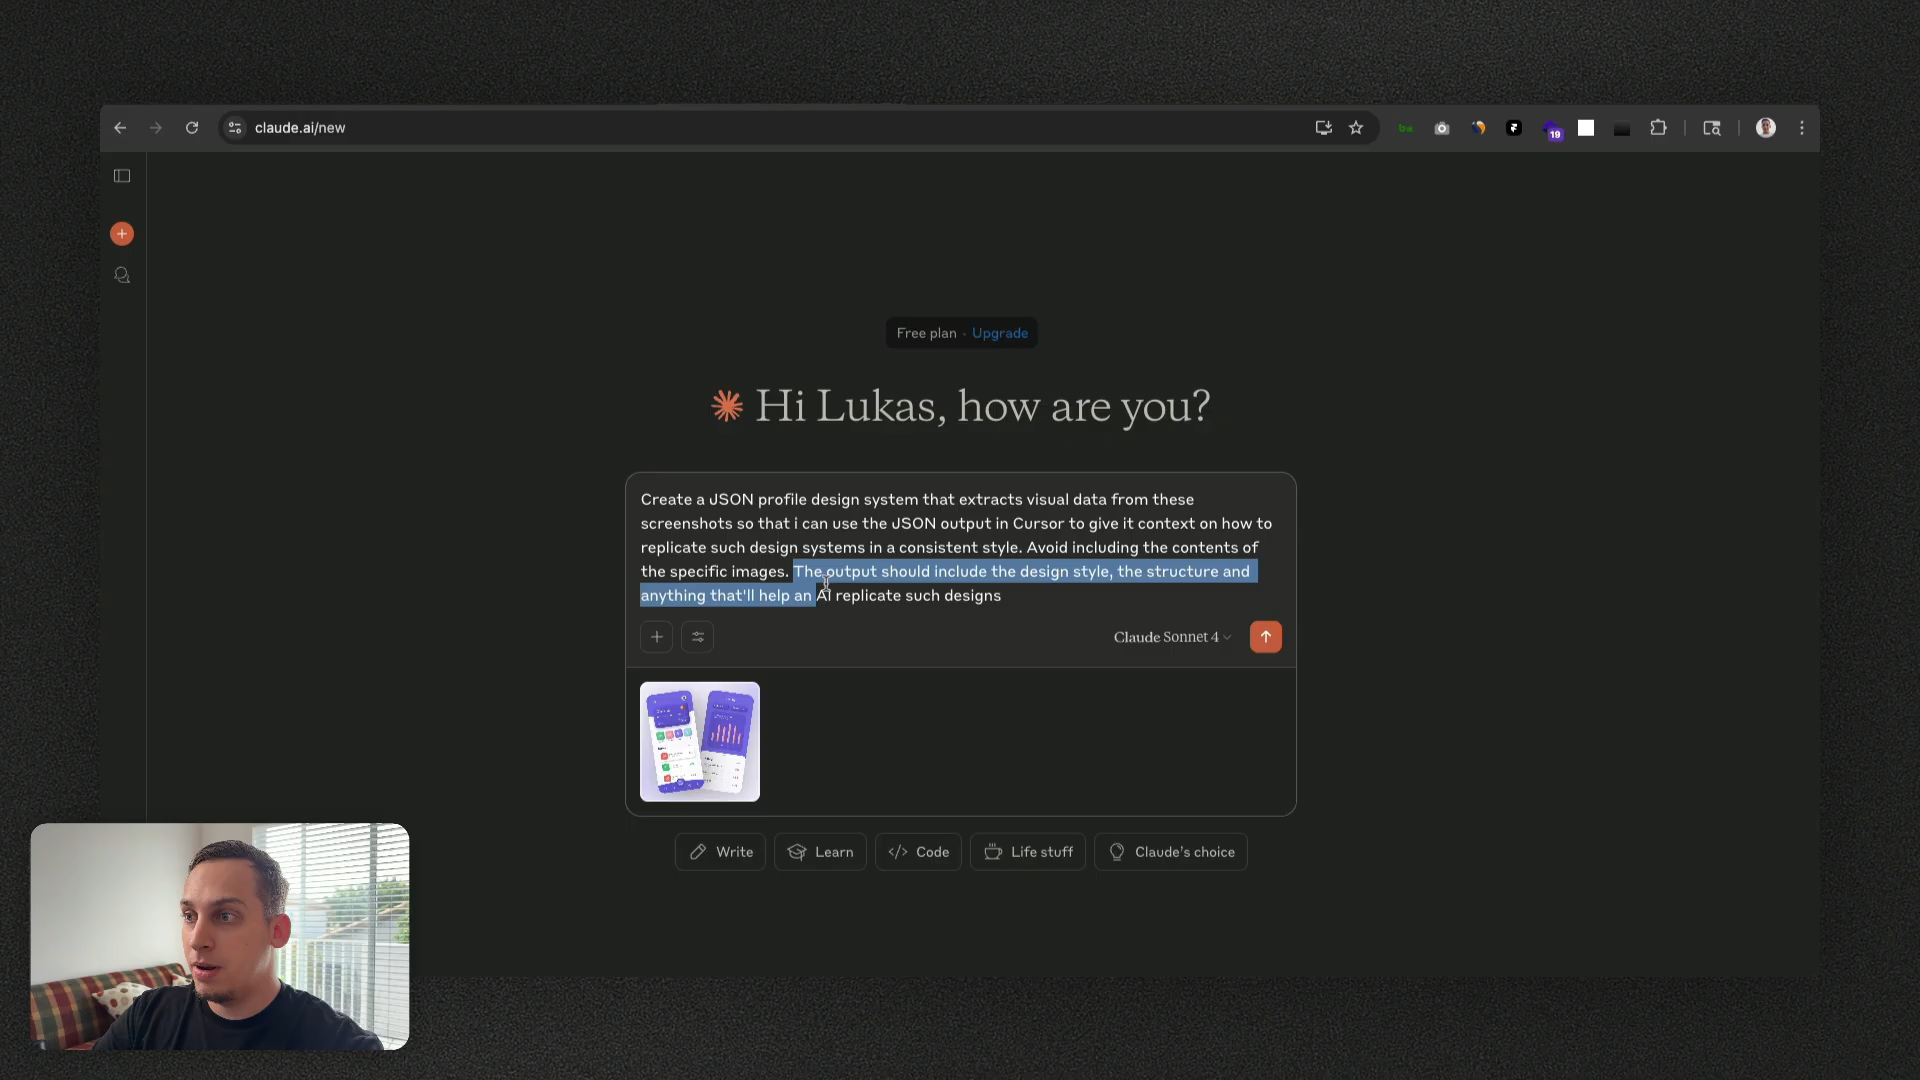 claude.ai/new
19
Free plan - Upgrade
Hi Lukas, how are you?
Create a JSON profile design system that extracts visual data from these
screenshots so that i can use the JSON output in Cursor to give it context on how to
replicate such design systems in a consistent style. Avoid including the contents of
the specific images. The output should include the design style, the structure and
anything that'll help an AI replicate such designs
Claude Sonnet 4
Write
Learn
Code
Life stuff
Claude's choice